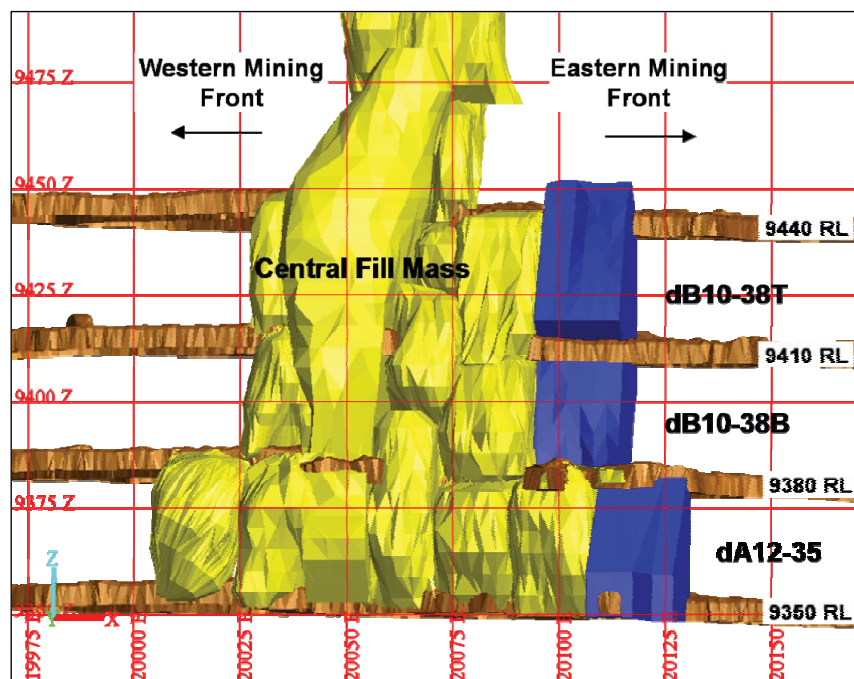 9475 Z
Western Mining
Front
Eastern Mining
Front
9450 Z
9440 RL
Central Fill Mass
9425 Z
dB10-38T
9410 RL
9400 Z
dB10-38B
9380 RL
9375 Z
dA12-35
Z
Y
X
9350 RL
19975 E
20000 E
20025 E
20050 E
20075 E
20100 E
20125 E
20150 E